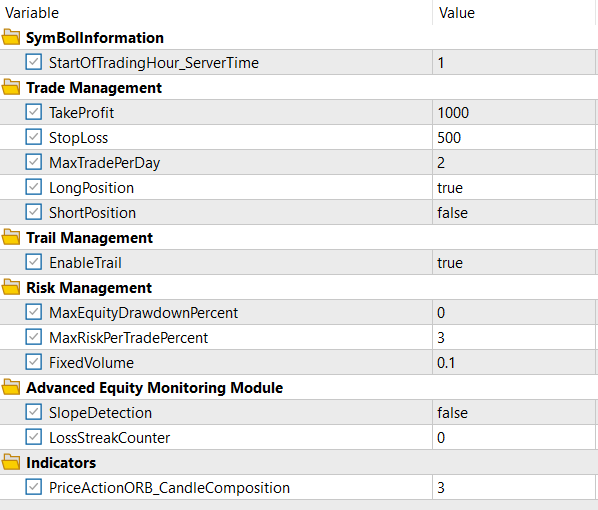 Variable Value
SymBolInformation
StartOfTradingHour_ServerTime 1
Trade Management
TakeProfit 1000
StopLoss 500
MaxTradePerDay 2
LongPosition true
ShortPosition false
Trail Management
EnableTrail true
Risk Management
MaxEquityDrawdownPercent 0
MaxRiskPerTradePercent 3
FixedVolume 0.1
Advanced Equity Monitoring Module
SlopeDetection false
LossStreakCounter 0
Indicators
PriceActionORB_CandleComposition 3